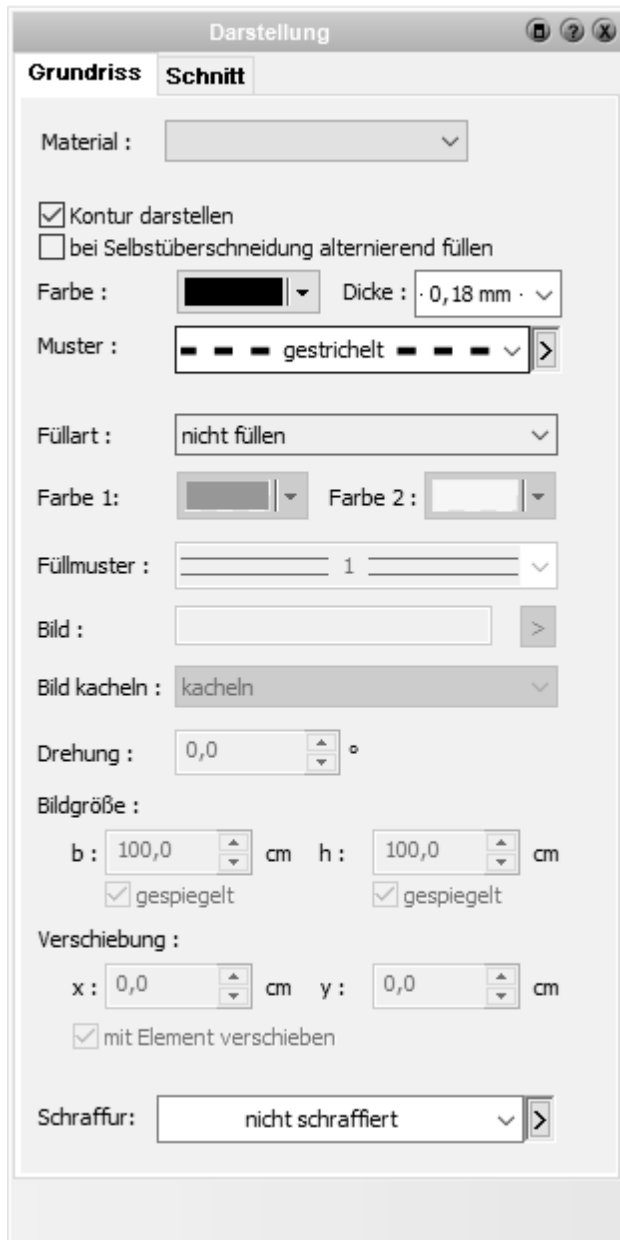 Darstellung
Grundriss Schnitt
Material :
Kontur darstellen
bei Selbstüberschneidung alternierend füllen
Farbe : Dicke : · 0,18 mm ·
Muster : gestrichelt >
Füllart : nicht füllen
Farbe 1: Farbe 2 :
Füllmuster : 1
Bild : >
Bild kacheln : kacheln
Drehung : 0,0 °
Bildgröße :
b : 100,0 cm h : 100,0 cm
gespiegelt gespiegelt
Verschiebung :
x : 0,0 cm y : 0,0 cm
mit Element verschieben
Schraffur: nicht schraffiert >